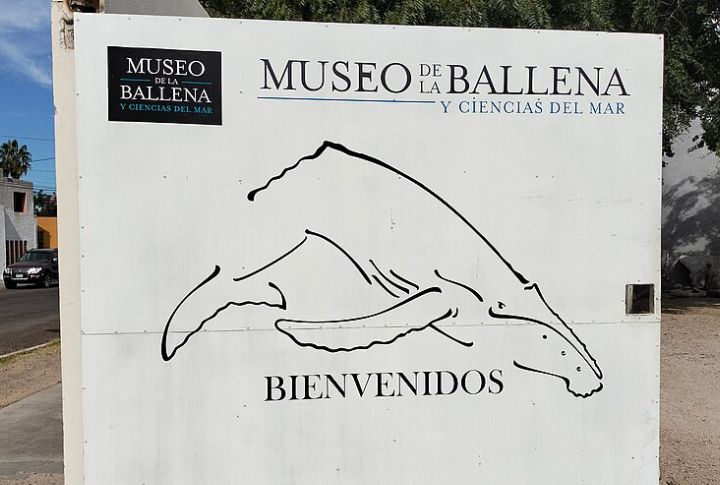 MUSEO
DE LA
BALLENA
Y CIENCIAS DEL MAR
MUSEO DE LA BALLENA
Y CIENCIAS DEL MAR
BIENVENIDOS